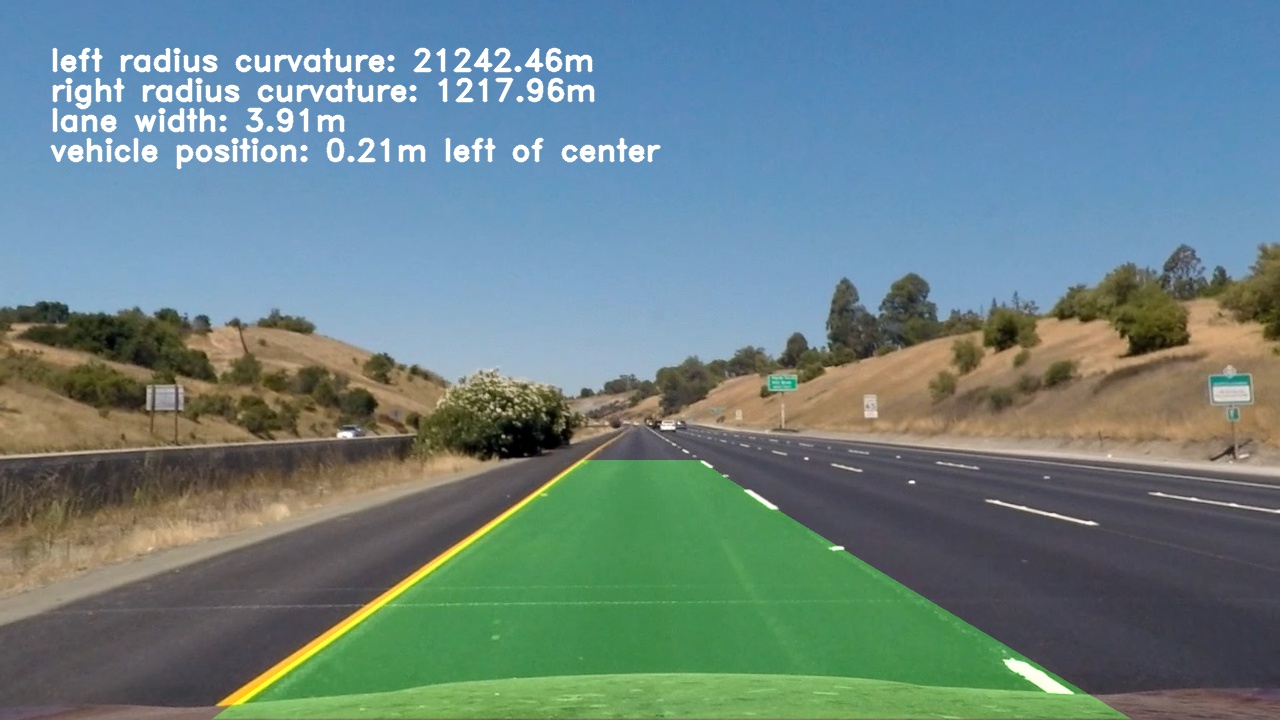 left radius curvature: 21242.46m
right radius curvature: 1217.96m
lane width: 3.91m
vehicle position: 0.21m left of center